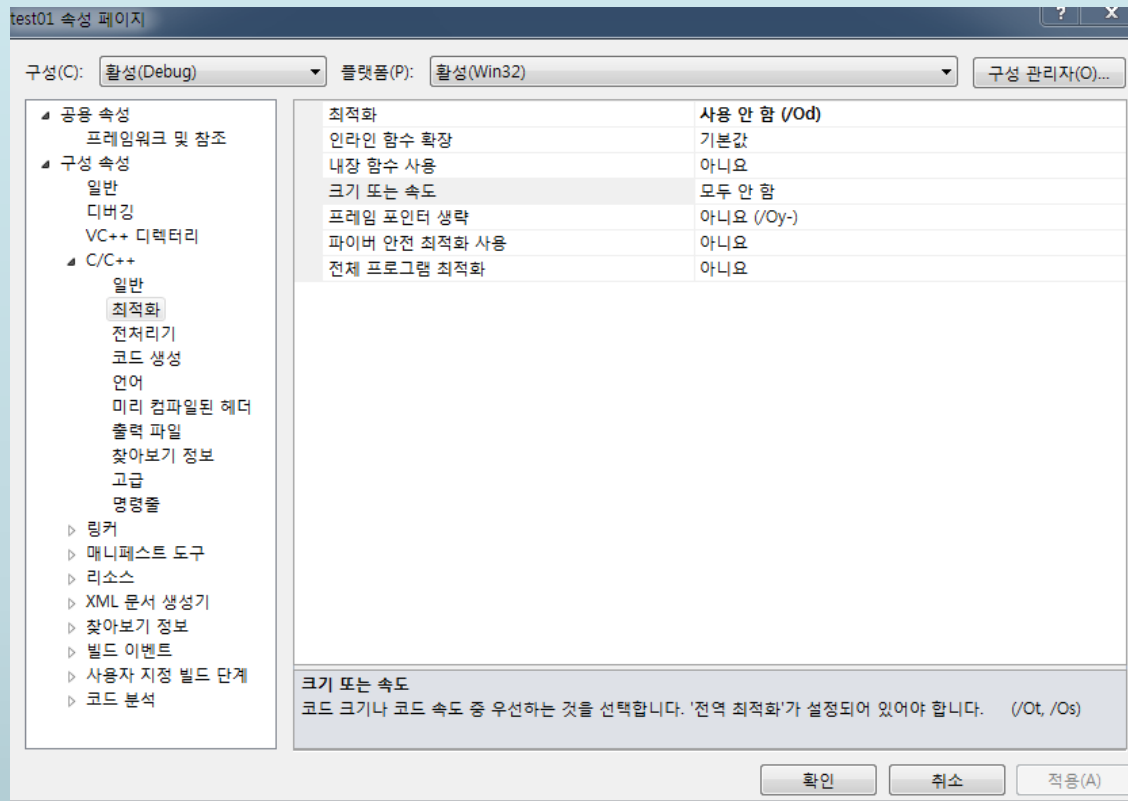 test01 속성 페이지
구성(C): 활성(Debug) 플랫폼(P): 활성(Win32) 구성 관리자(O)...
공용 속성
프레임워크 및 참조
구성 속성
일반
디버깅
VC++ 디렉터리
C/C++
일반
최적화
전처리기
코드 생성
언어
미리 컴파일된 헤더
출력 파일
찾아보기 정보
고급
명령줄
링커
매니페스트 도구
리소스
XML 문서 생성기
찾아보기 정보
빌드 이벤트
사용자 지정 빌드 단계
코드 분석
최적화 사용 안 함 (/Od)
인라인 함수 확장 기본값
내장 함수 사용 아니요
크기 또는 속도 모두 안 함
프레임 포인터 생략 아니요 (/Oy-)
파이버 안전 최적화 사용 아니요
전체 프로그램 최적화 아니요
크기 또는 속도
코드 크기나 코드 속도 중 우선하는 것을 선택합니다. '전역 최적화'가 설정되어 있어야 합니다. (/Ot, /Os)
확인 취소 적용(A)